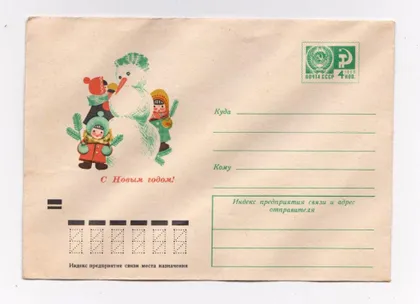 ПОЧТА СССР
4 КОП.
Куда
Кому
С Новым годом!
Индекс предприятия связи и адрес
отправителя
Индекс предприятия связи места назначения